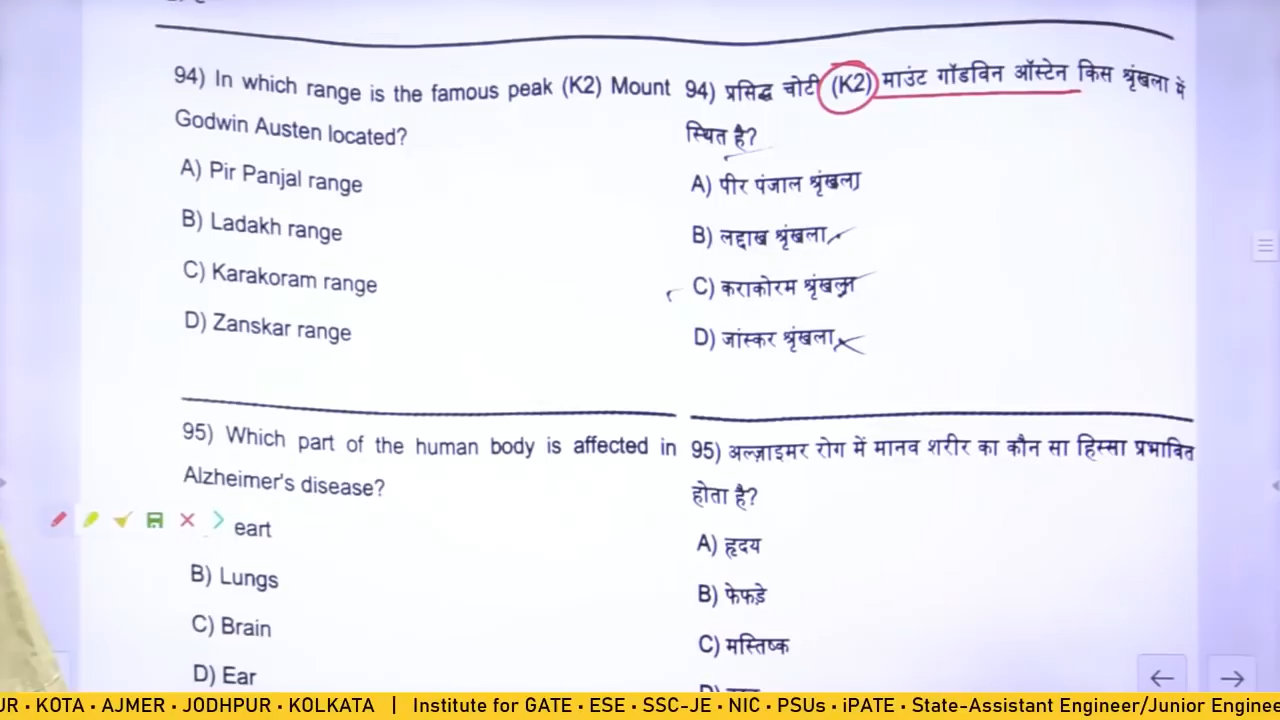 94) In which range is the famous peak (K2) Mount
Godwin Austen located?
A) Pir Panjal range
B) Ladakh range
C) Karakoram range
D) Zanskar range
94) प्रसिद्ध चोटी (K2) माउंट गॉडविन ऑस्टेन किस श्रृंखला में
स्थित है?
A) पीर पंजाल श्रृंखला
B) लद्दाख श्रृंखला
C) कराकोरम श्रृंखला
D) जांस्कर श्रृंखला
95) Which part of the human body is affected in
Alzheimer's disease?
eart
B) Lungs
C) Brain
D) Ear
95) अल्ज़ाइमर रोग में मानव शरीर का कौन सा हिस्सा प्रभावित
होता है?
A) हृदय
B) फेफड़े
C) मस्तिष्क
UR • KOTA • AJMER • JODHPUR • KOLKATA | Institute for GATE • ESE • SSC-JE • NIC • PSUs • iPATE • State-Assistant Engineer/Junior Enginee